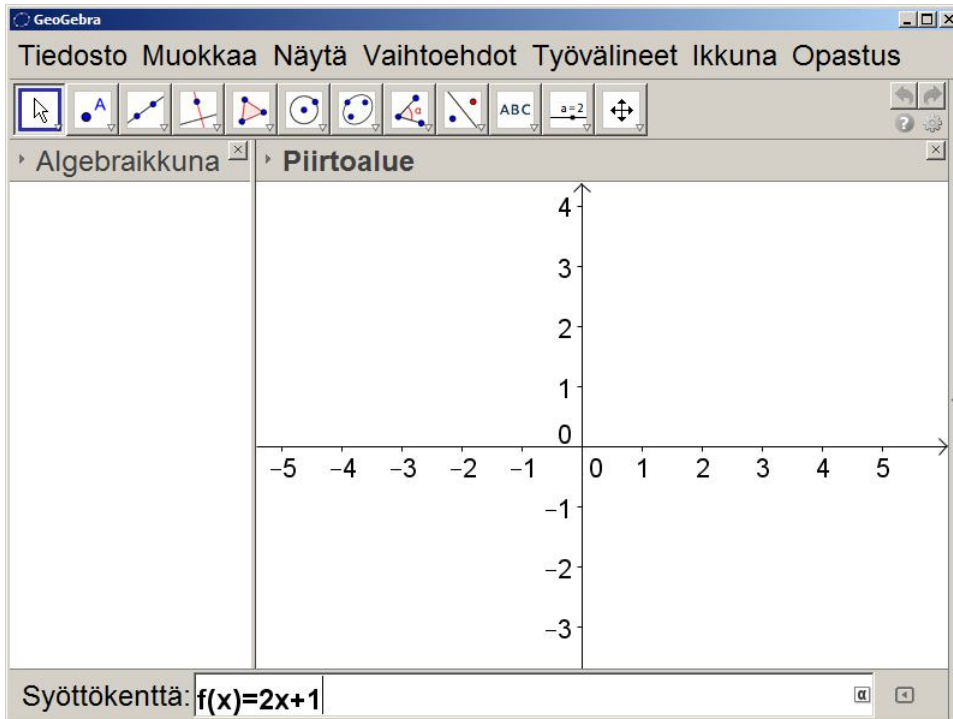 GeoGebra
Tiedosto Muokkaa Näytä Vaihtoehdot Työvälineet Ikkuna Opastus
A α ABC a=2
?
Algebraikkuna Piirtoalue
4
3
2
1
0
−5 −4 −3 −2 −1 0 1 2 3 4 5
−1
−2
−3
Syöttökenttä: f(x)=2x+1 α